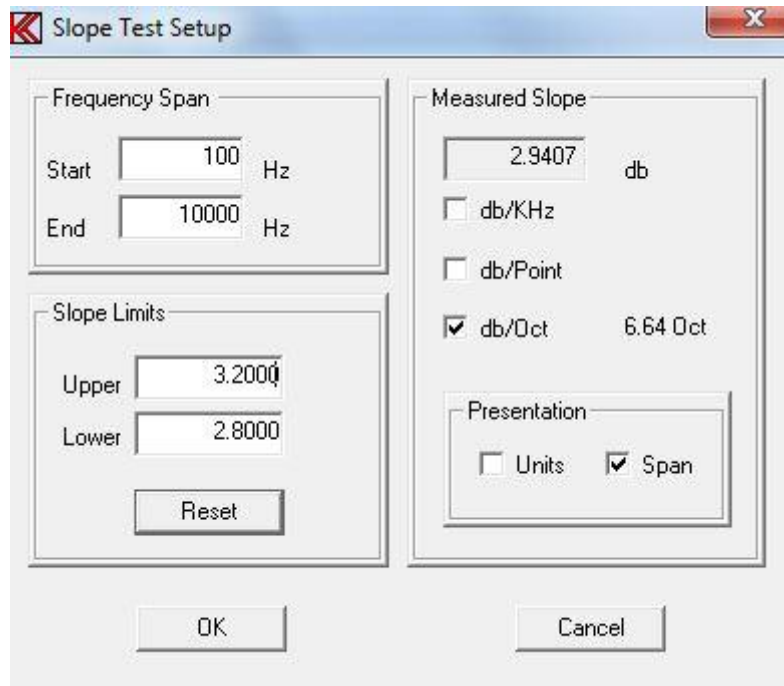 Slope Test Setup
Frequency Span
Start 100 Hz
End 10000 Hz
Slope Limits
Upper 3.2000
Lower 2.8000
Reset
Measured Slope
2.9407 db
db/KHz
db/Point
db/Oct 6.64 Oct
Presentation
Units Span
OK Cancel